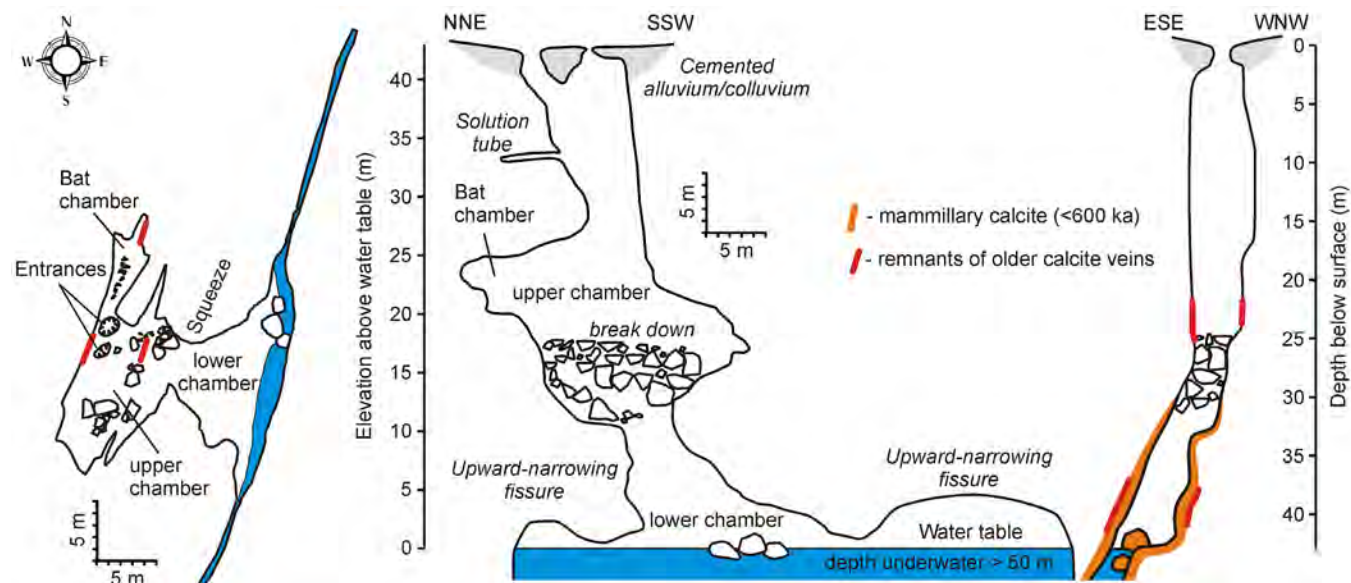 N
W E
S
Bat
chamber
Entrances
Squeeze
lower
chamber
upper
chamber
5 m
5 m
Elevation above water table (m)
40
35
30
25
20
15
10
5
0
NNE
SSW
Cemented
alluvium/colluvium
Solution
tube
Bat
chamber
5 m
5 m
upper chamber
break down
Upward-narrowing
fissure
Upward-narrowing
fissure
lower chamber
Water table
depth underwater > 50 m
- mammillary calcite (<600 ka)
- remnants of older calcite veins
ESE
WNW
0
5
10
15
20
25
30
35
40
Depth below surface (m)